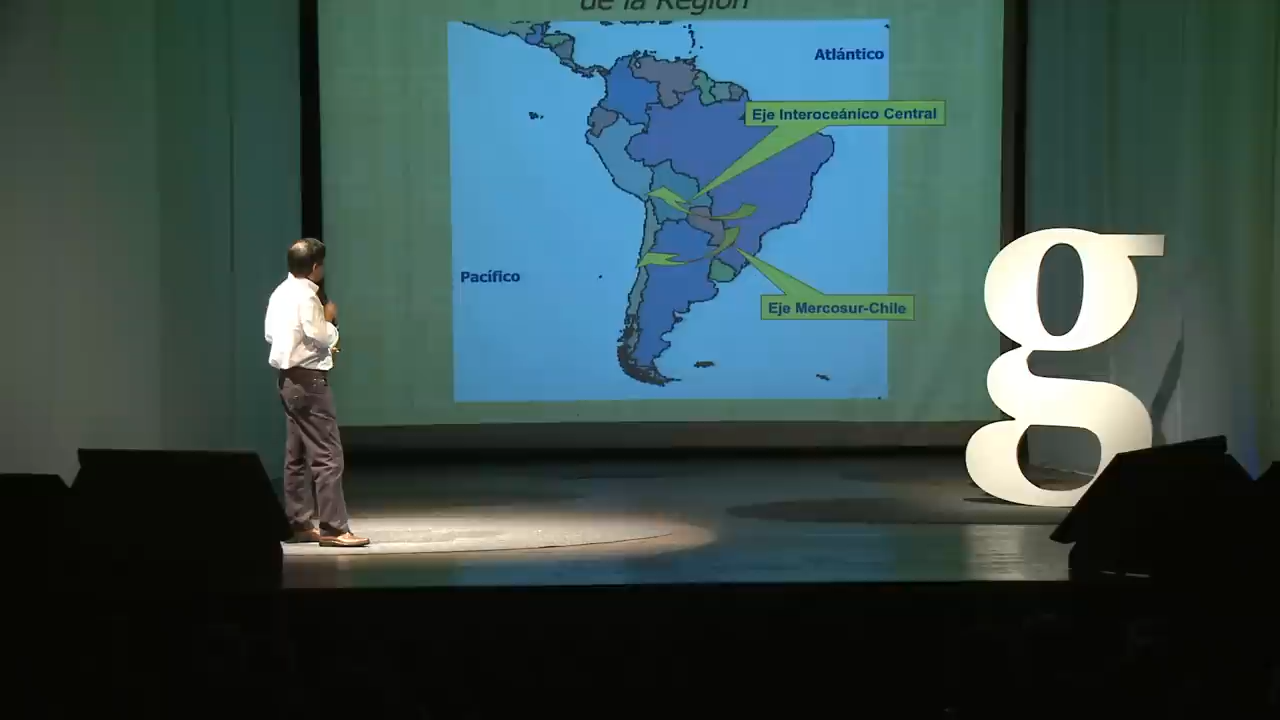 de la Región
Atlántico
Eje Interoceánico Central
Pacífico
Eje Mercosur-Chile
g